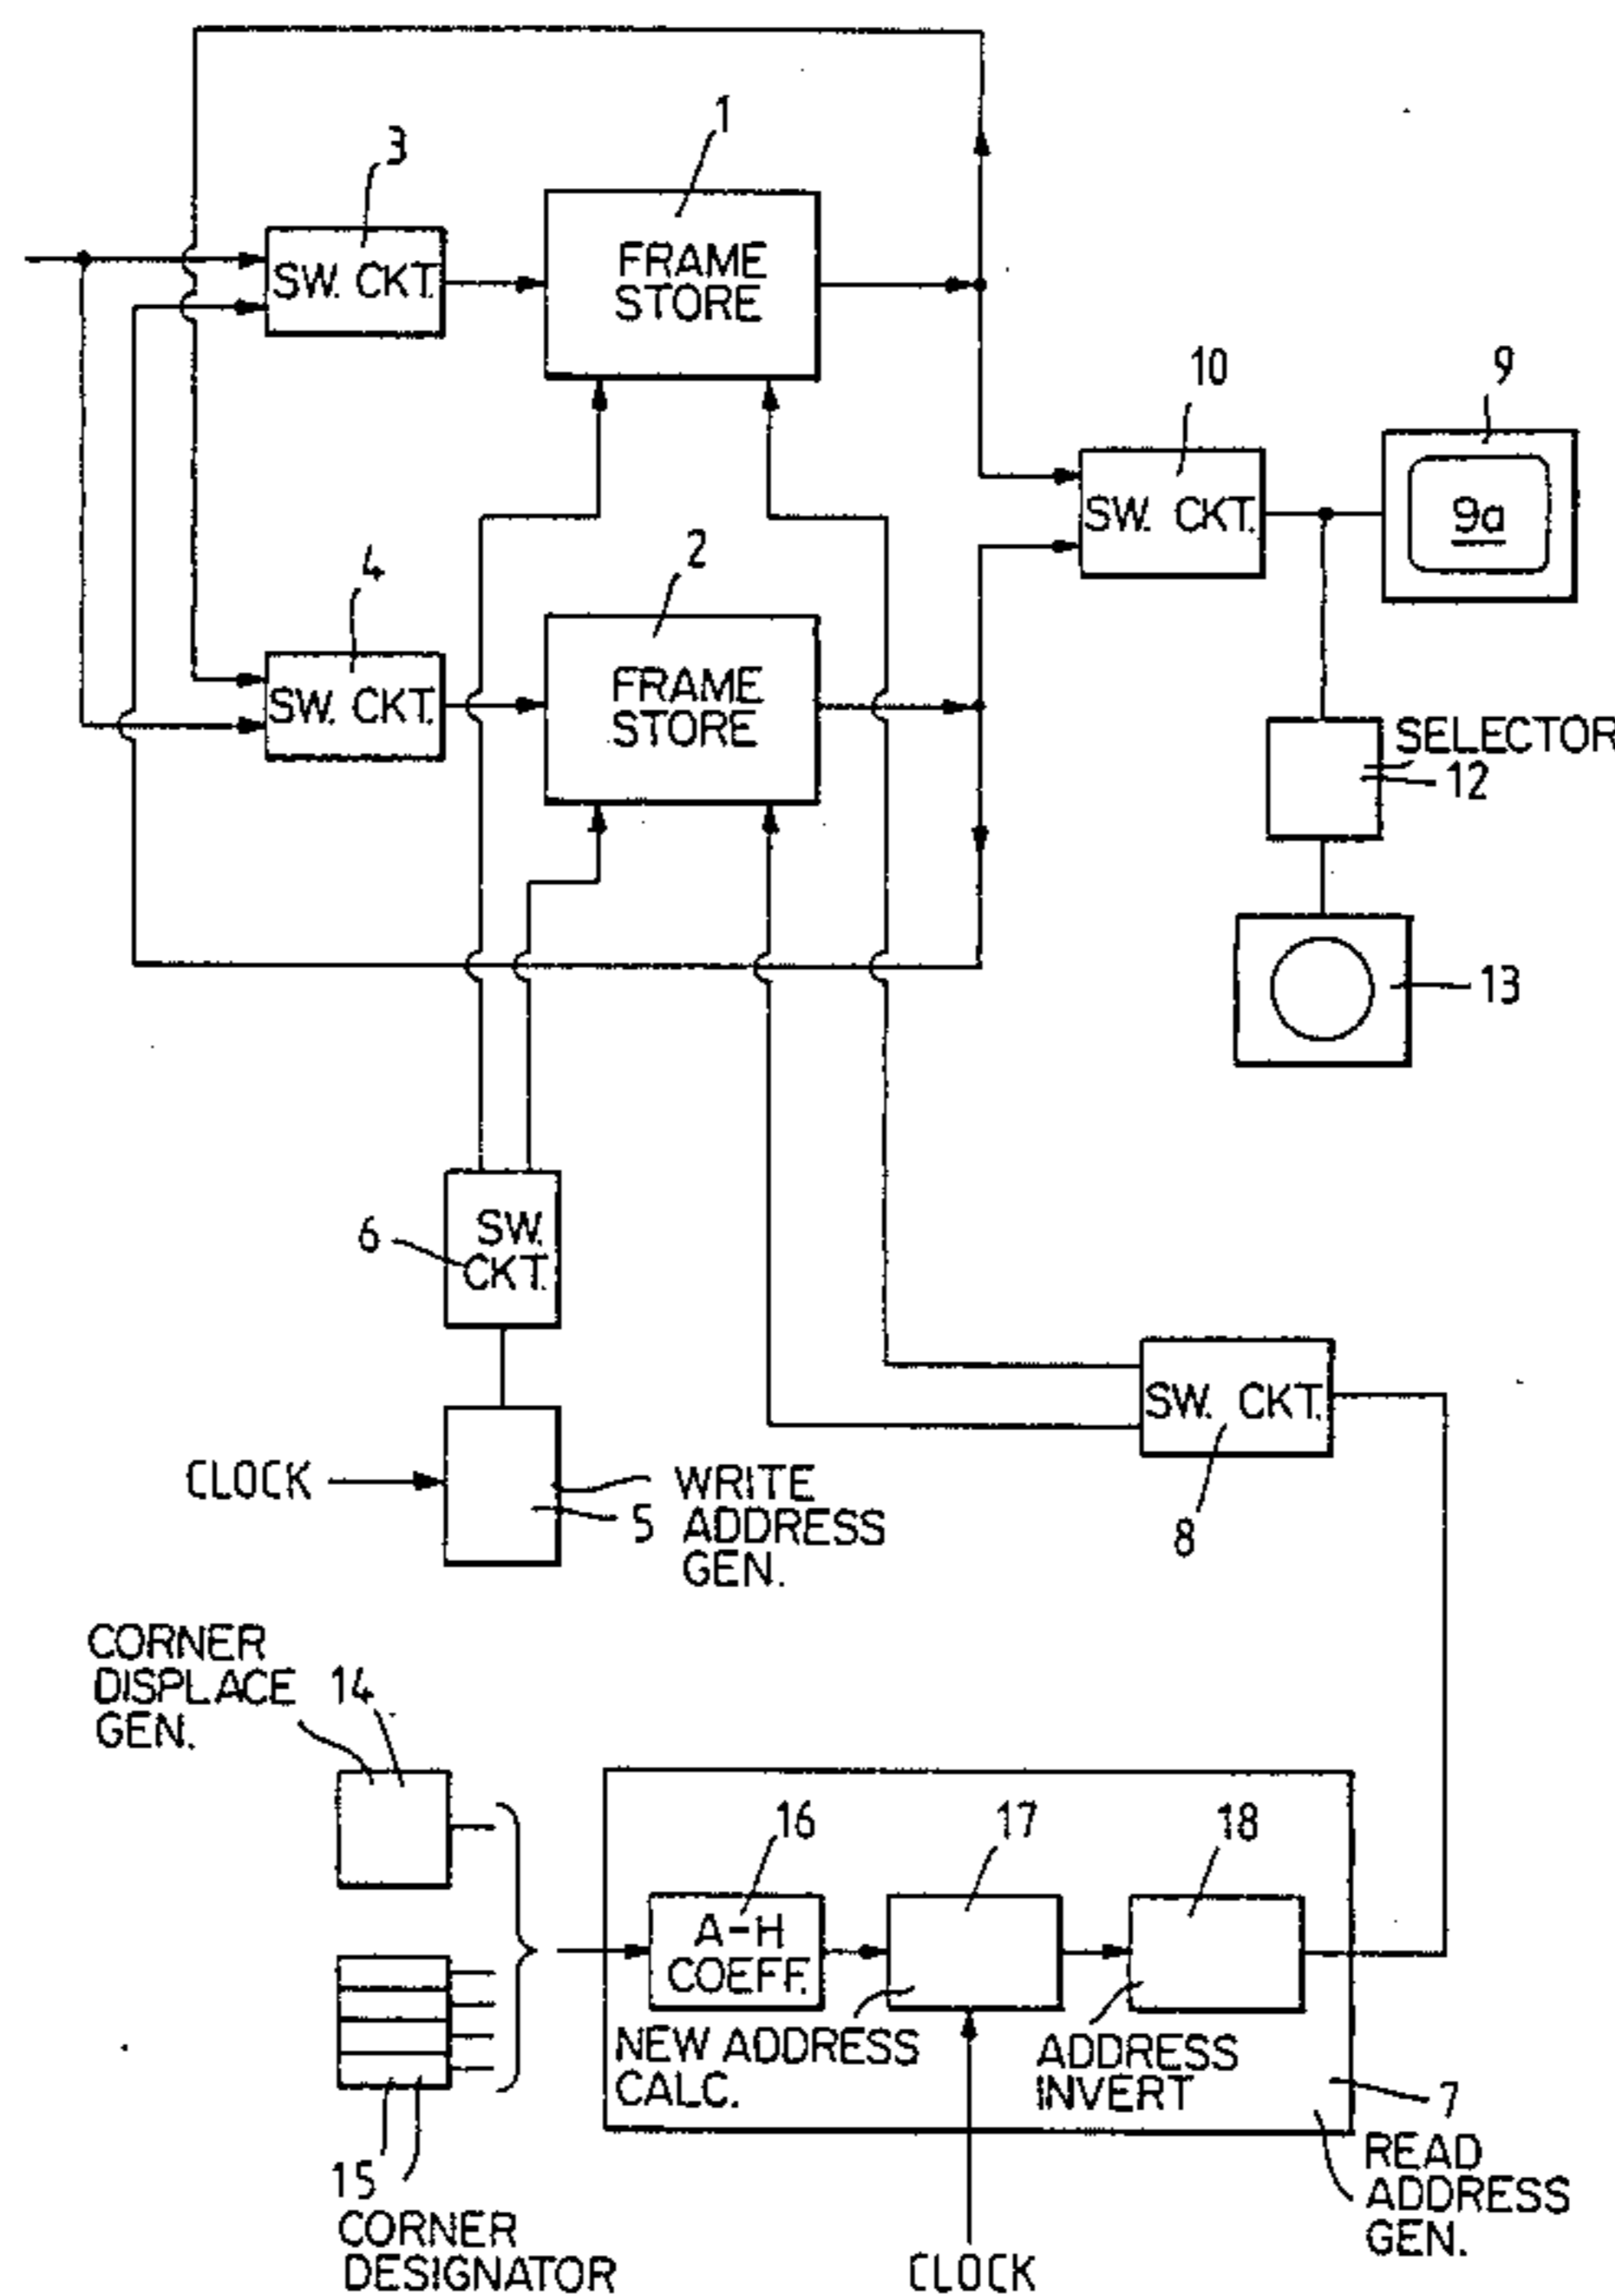 1
3
SW. CKT.
FRAME
STORE
10
9
SW. CKT.
9a
4
2
SW. CKT.
FRAME
STORE
SELECTOR
12
13
6
SW.
CKT.
SW. CKT.
8
CLOCK
WRITE
5 ADDRESS
GEN.
CORNER
DISPLACE 14
GEN.
16
17
18
A-H
COEFF.
NEW ADDRESS
CALC.
ADDRESS
INVERT
7
READ
ADDRESS
GEN.
15
CORNER
DESIGNATOR
CLOCK